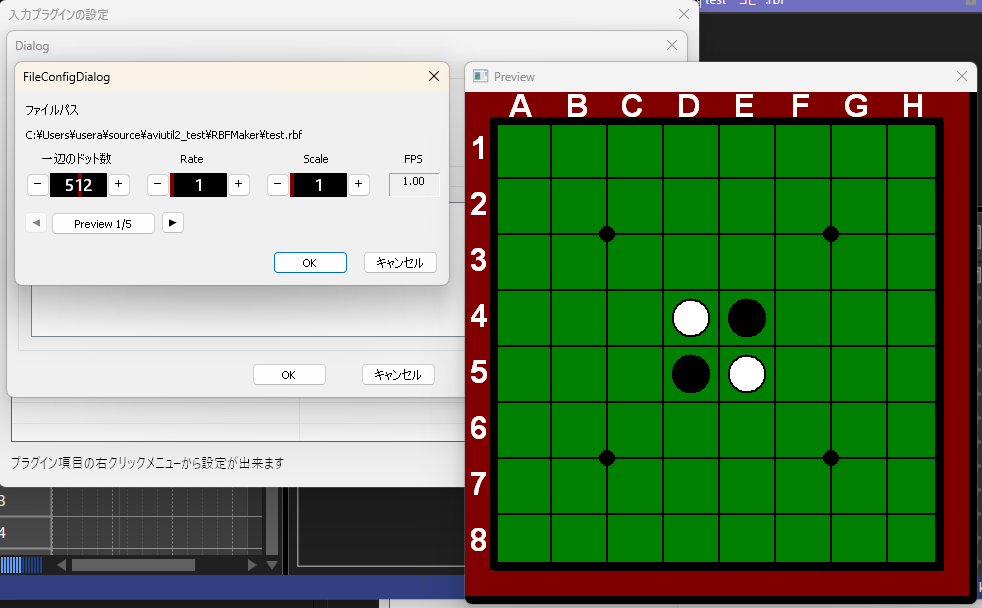 入力プラグインの設定
test - コピー.rbf
Dialog
FileConfigDialog
ファイルパス
C:¥Users¥usera¥source¥aviutil2_test¥RBFMaker¥test.rbf
一辺のドット数 Rate Scale FPS
− 512 + − 1 + − 1 + 1.00
◀ Preview 1/5 ▶
OK キャンセル
OK キャンセル
プラグイン項目の右クリックメニューから設定が出来ます
3
4
Preview
A B C D E F G H
1
2
3
4
5
6
7
8